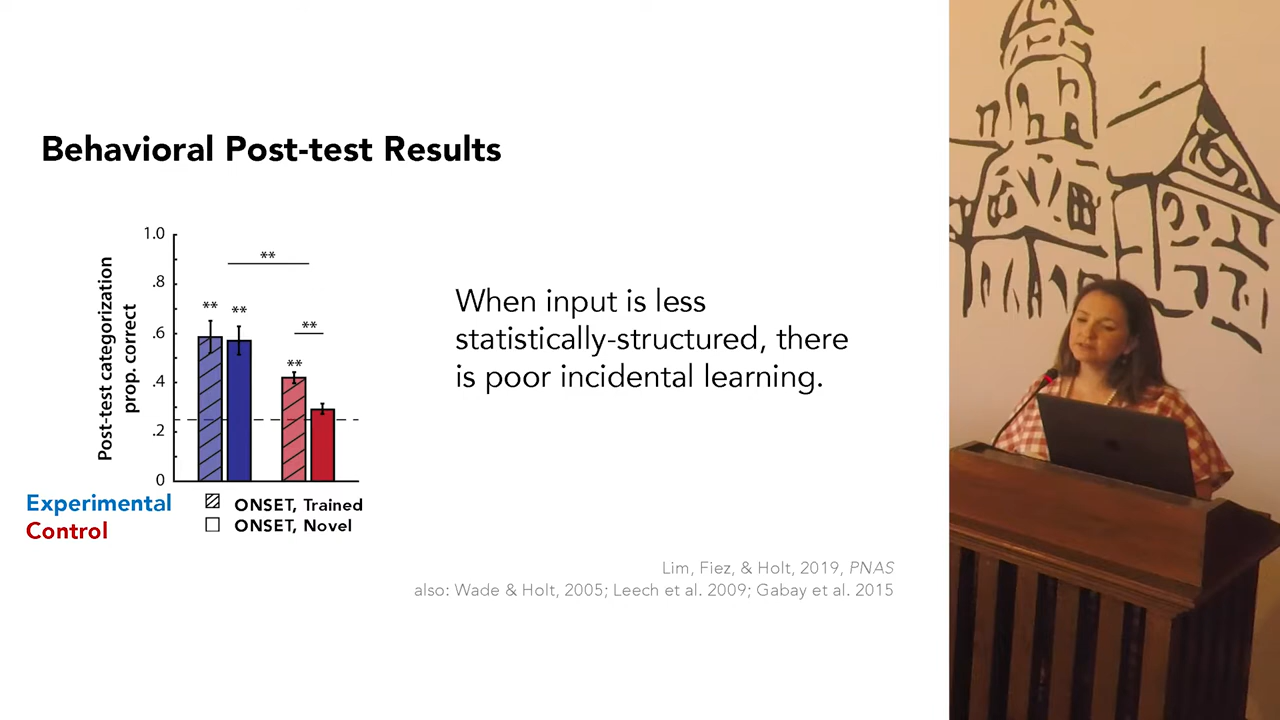 Behavioral Post-test Results
1.0
.8
.6
.4
.2
0
Post-test categorization
prop. correct
**
**
**
**
**
When input is less
statistically-structured, there
is poor incidental learning.
Experimental
Control
ONSET, Trained
ONSET, Novel
Lim, Fiez, & Holt, 2019, PNAS
also: Wade & Holt, 2005; Leech et al. 2009; Gabay et al. 2015